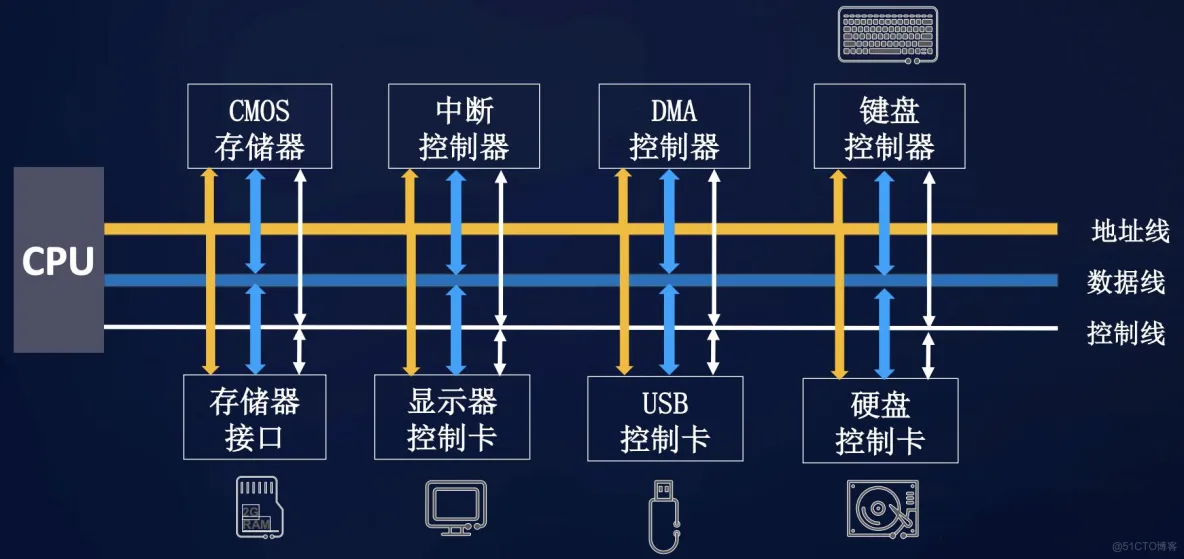 CMOS
存储器
中断
控制器
DMA
控制器
键盘
控制器
CPU
地址线
数据线
控制线
存储器
接口
2G
RAM
显示器
控制卡
USB
控制卡
硬盘
控制卡
@51CTO博客